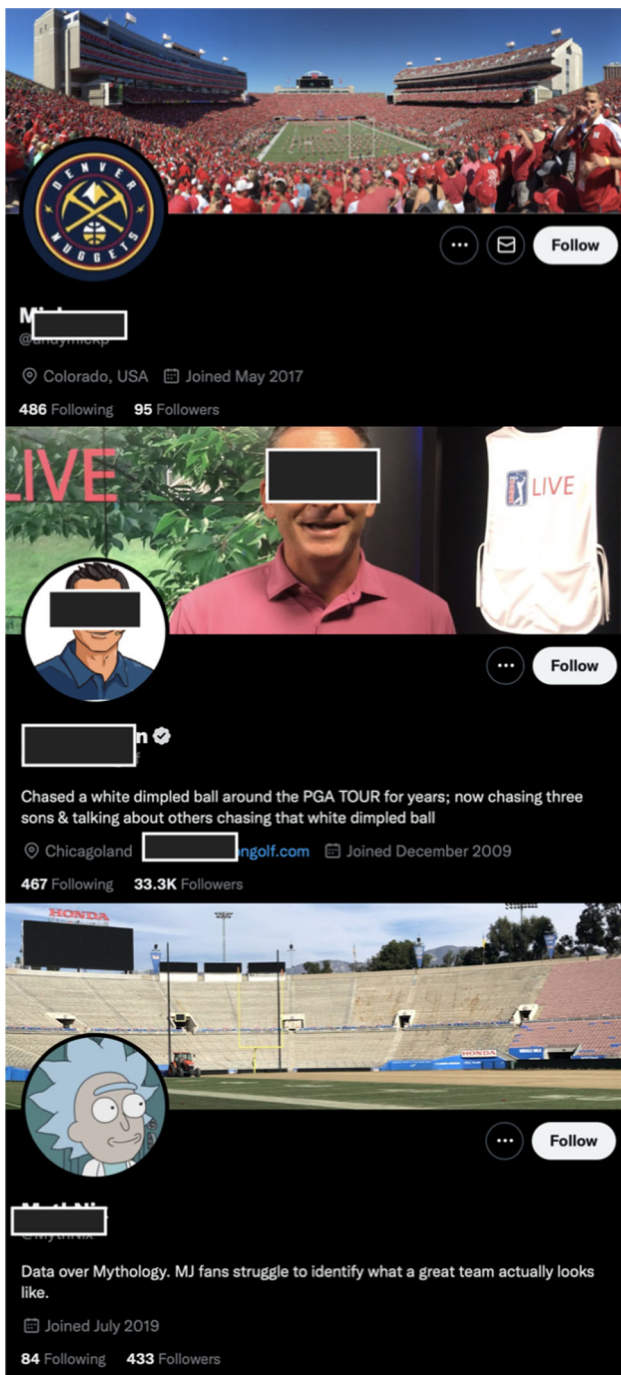 DENVER
NUGGETS
Follow
Colorado, USA Joined May 2017
486 Following 95 Followers
LIVE
LIVE
Follow
n
Chased a white dimpled ball around the PGA TOUR for years; now chasing three
sons & talking about others chasing that white dimpled ball
Chicagoland ngolf.com Joined December 2009
467 Following 33.3K Followers
HONDA
HONDA
Follow
Data over Mythology. MJ fans struggle to identify what a great team actually looks
like.
Joined July 2019
84 Following 433 Followers